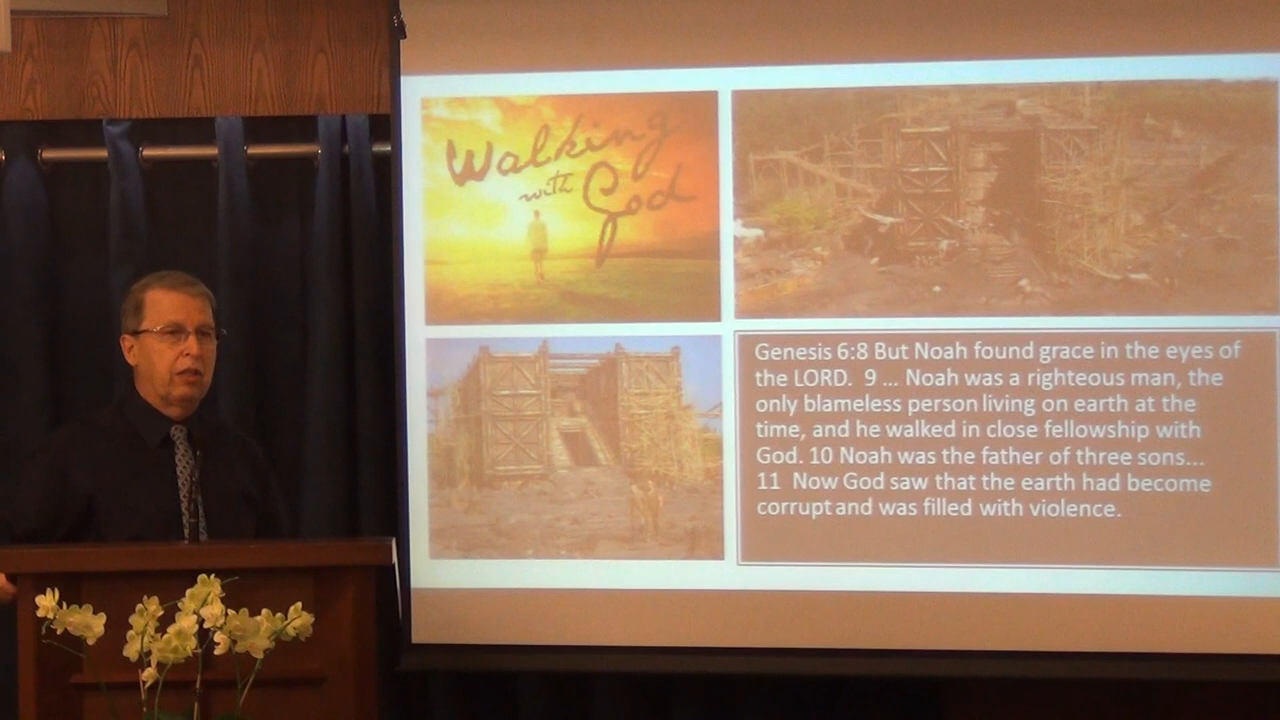 Walking
with God
Genesis 6:8 But Noah found grace in the eyes of
the LORD.  9 ... Noah was a righteous man, the
only blameless person living on earth at the
time, and he walked in close fellowship with
God. 10 Noah was the father of three sons...
11  Now God saw that the earth had become
corrupt and was filled with violence.